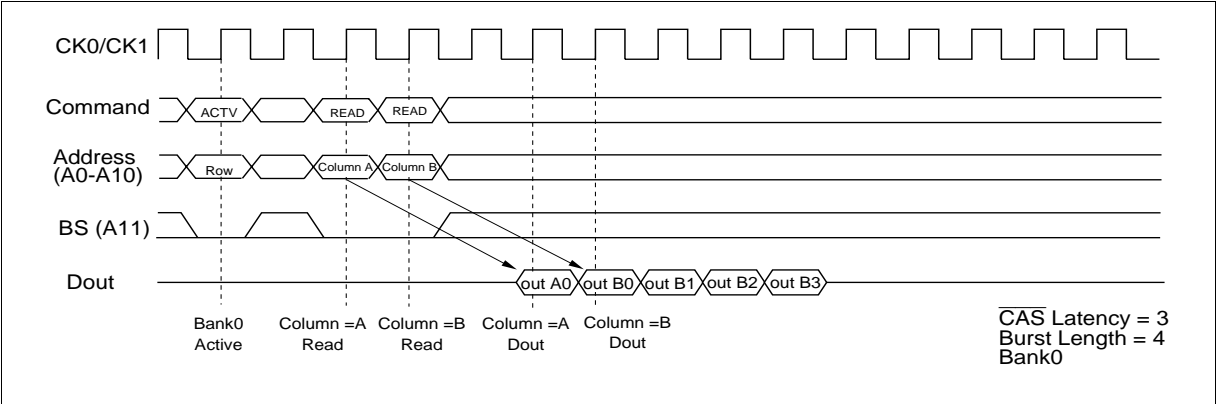 CK0/CK1
Command
ACTV
READ
READ
Address
(A0-A10)
Row
Column A
Column B
BS (A11)
Dout
out A0
out B0
out B1
out B2
out B3
Bank0
Active
Column =A
Read
Column =B
Read
Column =A
Dout
Column =B
Dout
CAS Latency = 3
Burst Length = 4
Bank0